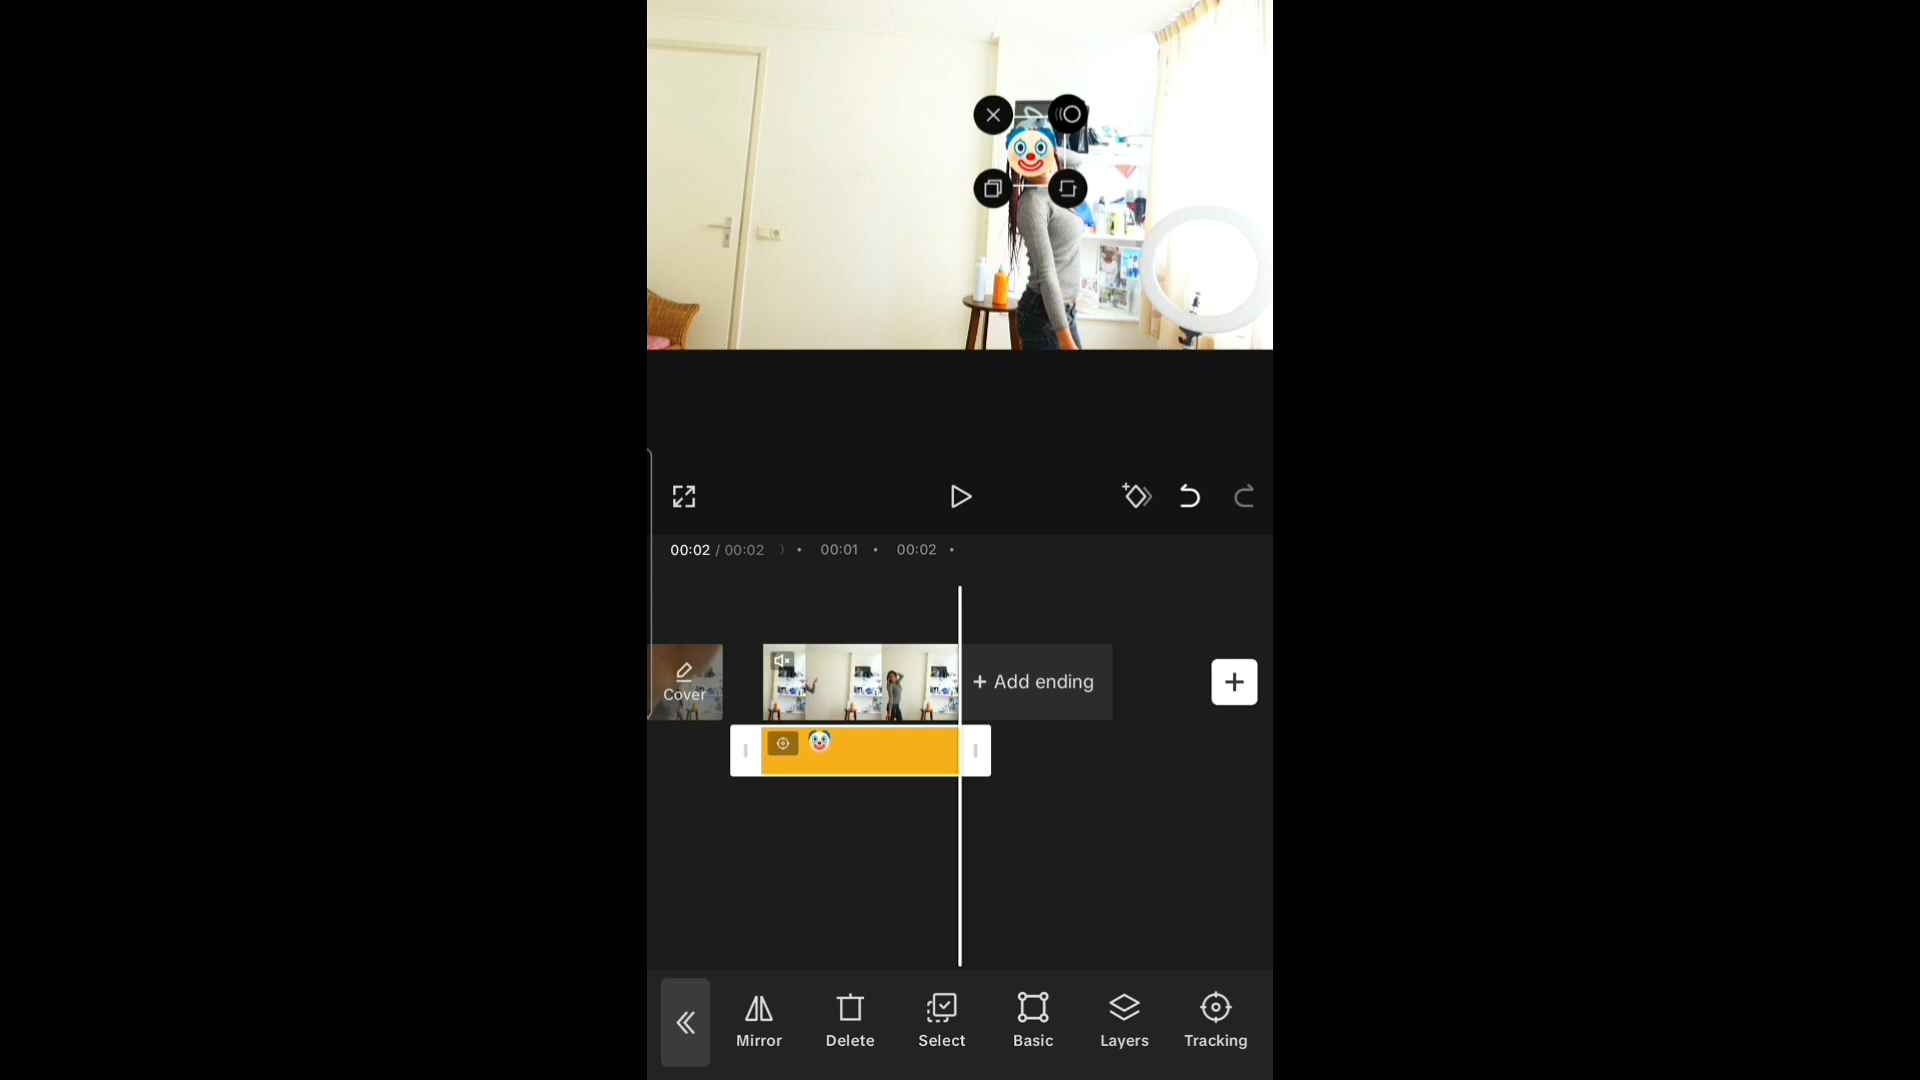 00:02 / 00:02 00:01 00:02
Cover
+ Add ending
Mirror
Delete
Select
Basic
Layers
Tracking